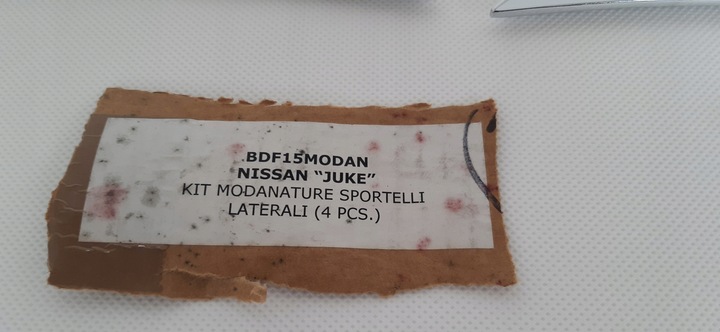 BDF15MODAN
NISSAN “JUKE”
KIT MODANATURE SPORTELLI
LATERALI (4 PCS.)